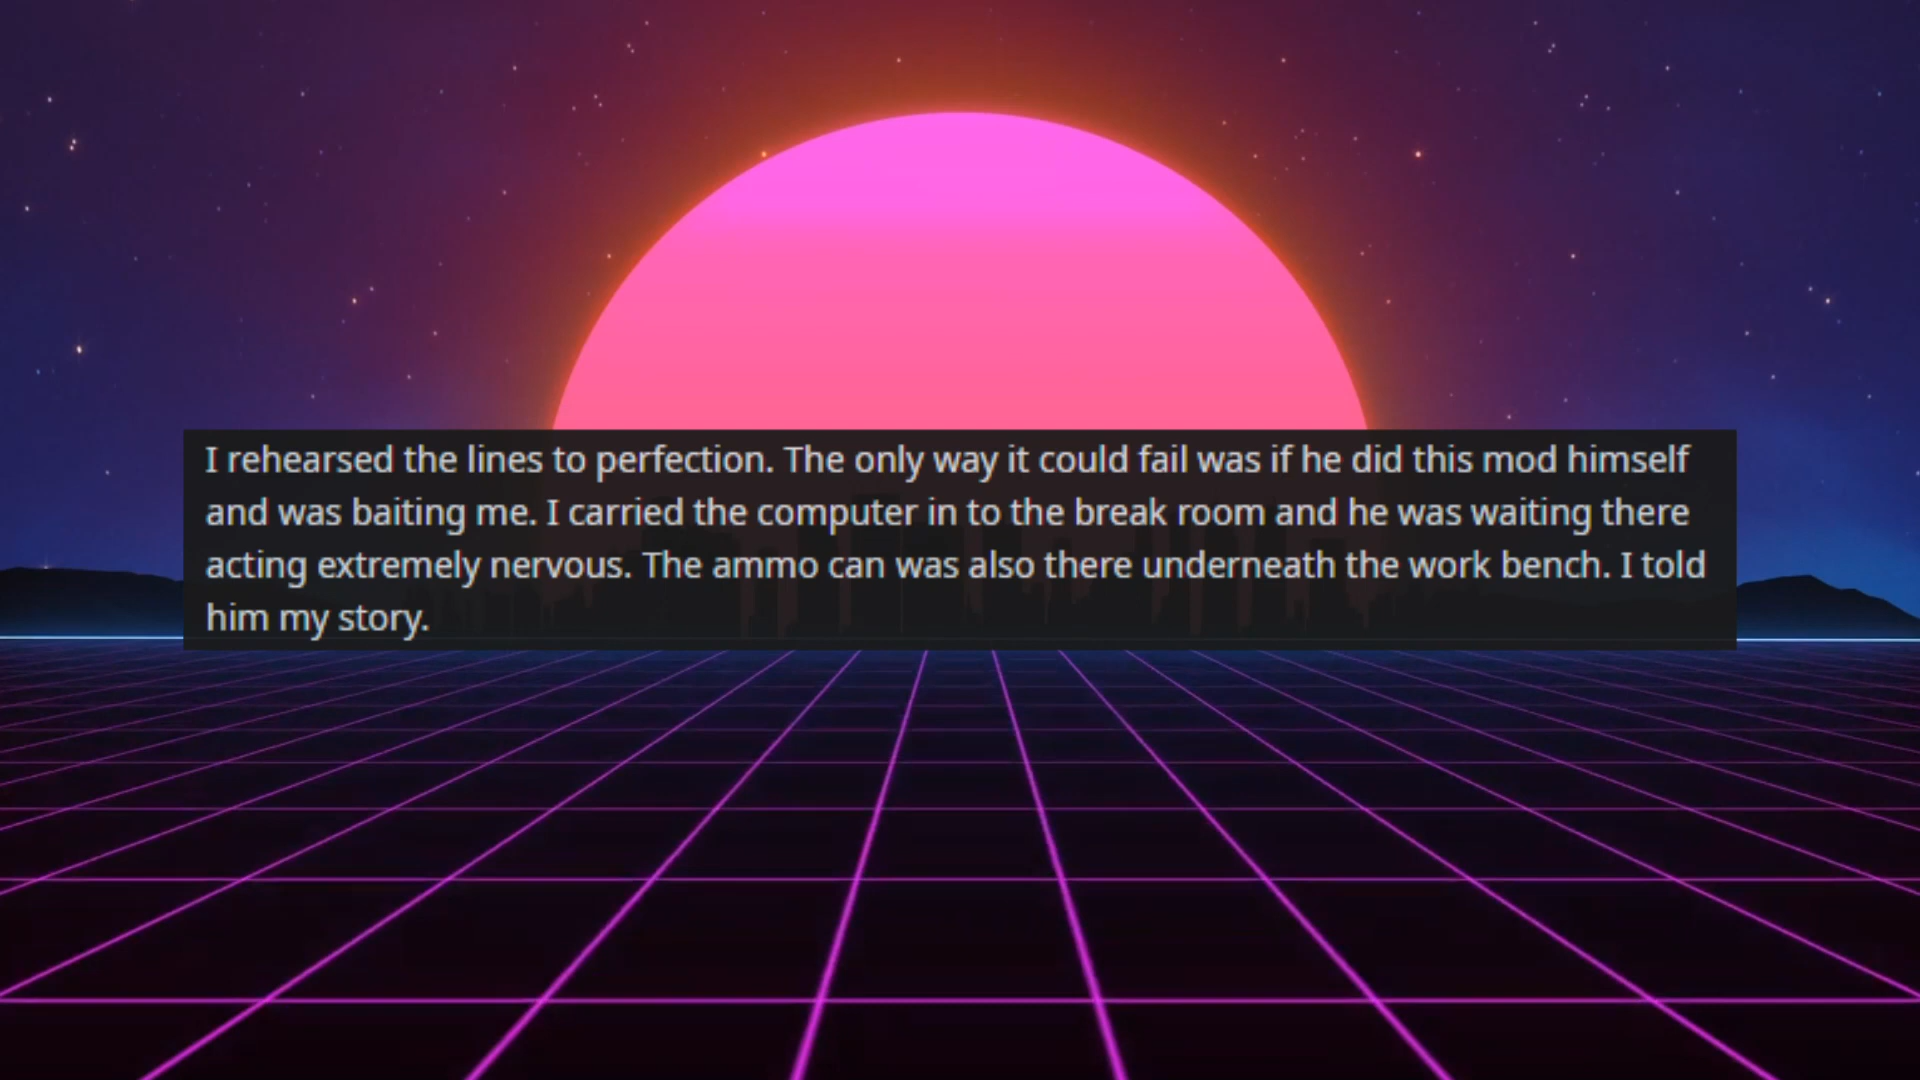 I rehearsed the lines to perfection. The only way it could fail was if he did this mod himself
and was baiting me. I carried the computer in to the break room and he was waiting there
acting extremely nervous. The ammo can was also there underneath the work bench. I told
him my story.